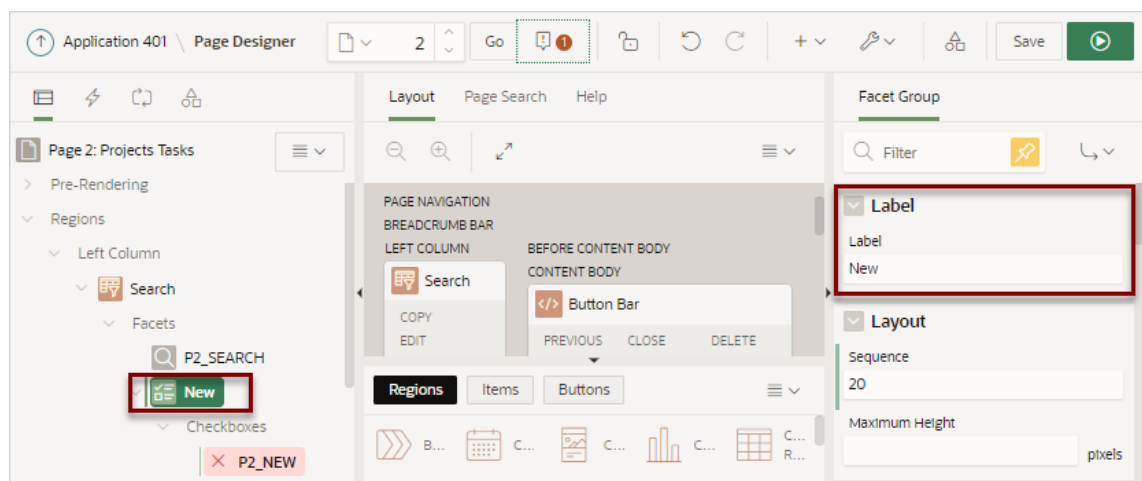 Application 401 \ Page Designer
2
Go
1
Save
Layout
Page Search
Help
Facet Group
Page 2: Projects Tasks
Filter
Pre-Rendering
Regions
Left Column
Search
Facets
P2_SEARCH
New
Checkboxes
P2_NEW
PAGE NAVIGATION
BREADCRUMB BAR
LEFT COLUMN
BEFORE CONTENT BODY
CONTENT BODY
Search
Button Bar
COPY
EDIT
PREVIOUS
CLOSE
DELETE
Regions
Items
Buttons
B...
C...
C...
C...
C...
R...
Label
Label
New
Layout
Sequence
20
Maximum Height
pixels